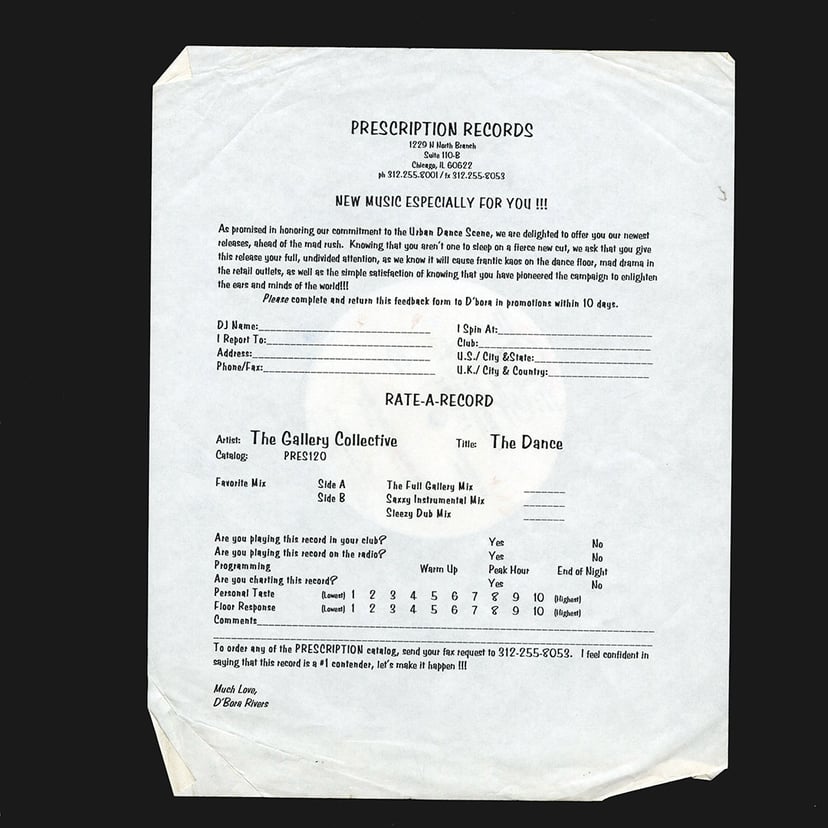 PRESCRIPTION RECORDS
1229 N North Branch
Suite 110-B
Chicago, IL 60622
ph 312.255.8001 / fx 312-255-8053
NEW MUSIC ESPECIALLY FOR YOU !!!
As promised in honoring our commitment to the Urban Dance Scene, we are delighted to offer you our newest
releases, ahead of the mad rush. Knowing that you aren't one to sleep on a fierce new cut, we ask that you give
this release your full, undivided attention, as we know it will cause frantic kaos on the dance floor, mad drama in
the retail outlets, as well as the simple satisfaction of knowing that you have pioneered the campaign to enlighten
the ears and minds of the world!!!
Please complete and return this feedback form to D'bora in promotions within 10 days.
DJ Name:____________ I Spin At:____________
I Report To:____________ Club:____________
Address:____________ U.S./ City &State:____________
Phone/Fax:____________ U.K./ City & Country:____________
RATE-A-RECORD
Artist: The Gallery Collective Title: The Dance
Catalog: PRES120
Favorite Mix Side A The Full Gallery Mix ______
Side B Saxxy Instrumental Mix ______
Sleezy Dub Mix ______
Are you playing this record in your club? Yes No
Are you playing this record on the radio? Yes No
Programming Warm Up Peak Hour End of Night
Are you charting this record? Yes No
Personal Taste (Lowest) 1 2 3 4 5 6 7 8 9 10 (Highest)
Floor Response (Lowest) 1 2 3 4 5 6 7 8 9 10 (Highest)
Comments____________
To order any of the PRESCRIPTION catalog, send your fax request to 312-255-8053. I feel confident in
saying that this record is a #1 contender, let's make it happen !!!
Much Love,
D'Bora Rivers